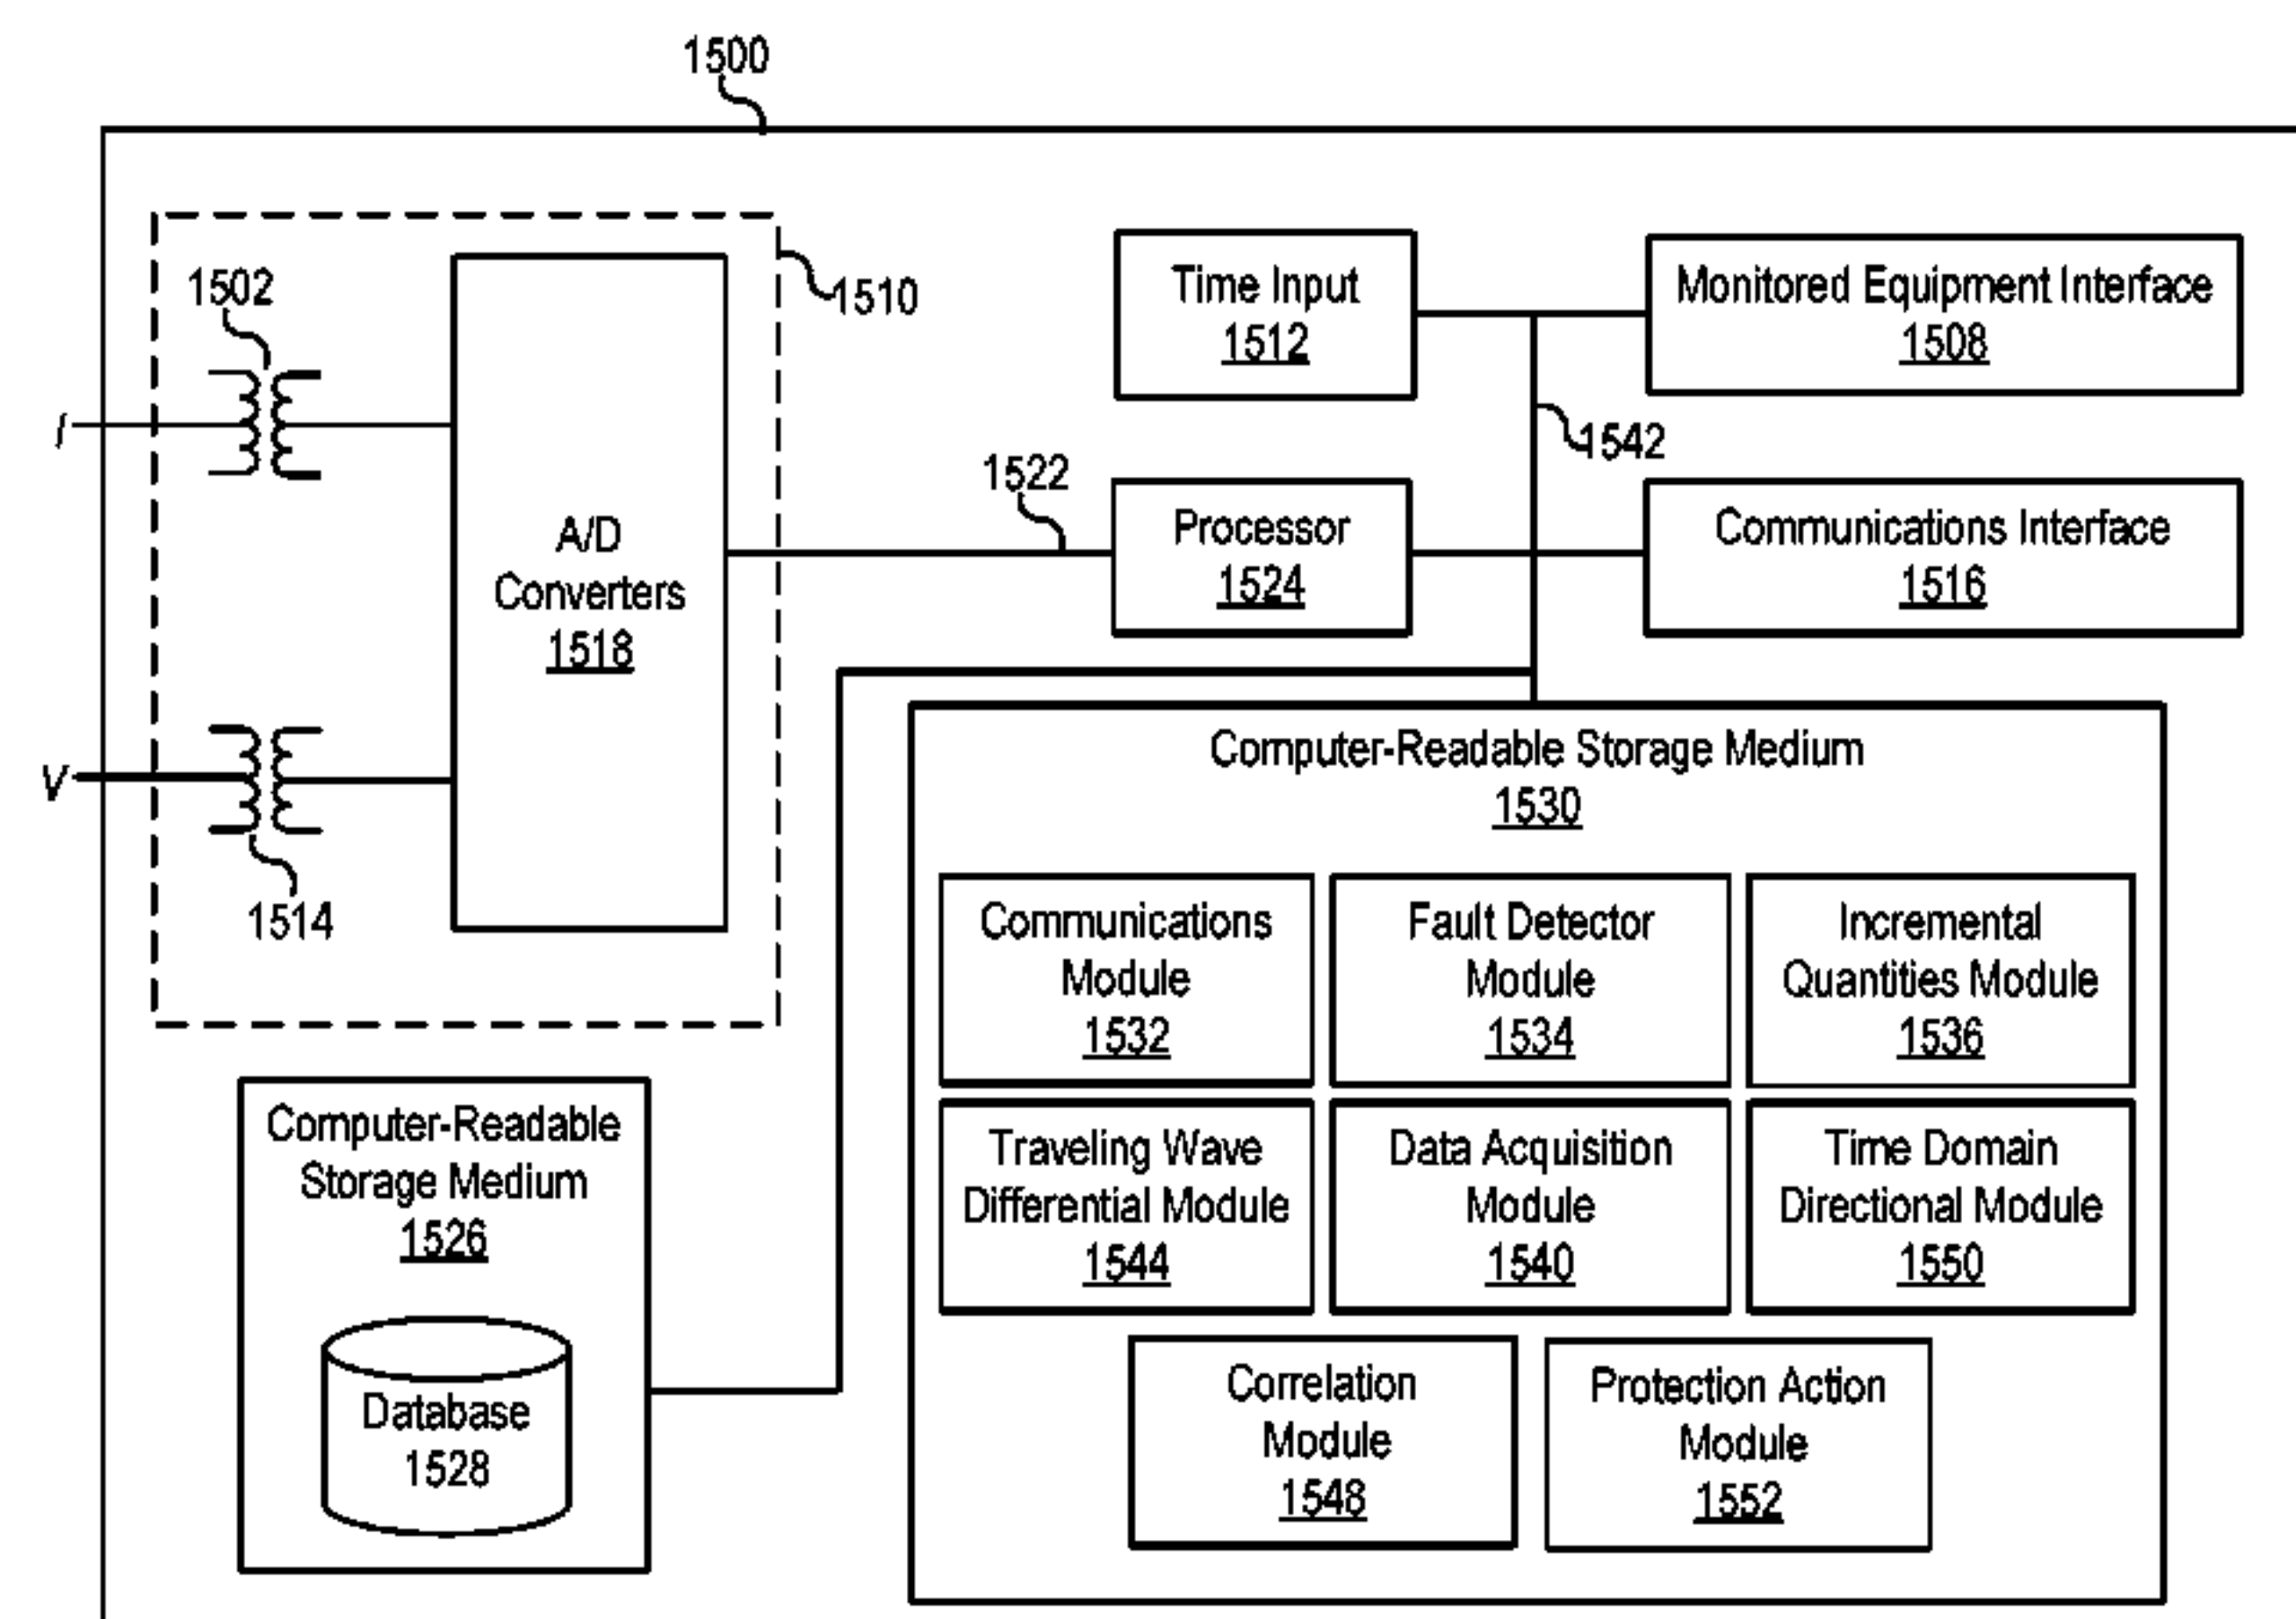 1500
1502
1510
I
V
A/D
Converters
1518
1514
Time Input
1512
Monitored Equipment Interface
1508
1542
1522
Processor
1524
Communications Interface
1516
Computer-Readable Storage Medium
1530
Communications
Module
1532
Fault Detector
Module
1534
Incremental
Quantities Module
1536
Traveling Wave
Differential Module
1544
Data Acquisition
Module
1540
Time Domain
Directional Module
1550
Correlation
Module
1548
Protection Action
Module
1552
Computer-Readable
Storage Medium
1526
Database
1528